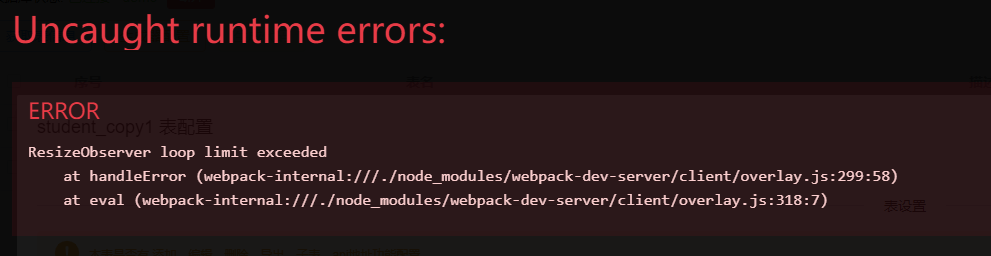 Uncaught runtime errors:
ERROR
student_copy1 表配置
ResizeObserver loop limit exceeded
at handleError (webpack-internal:///./node_modules/webpack-dev-server/client/overlay.js:299:58)
at eval (webpack-internal:///./node_modules/webpack-dev-server/client/overlay.js:318:7)
表设置